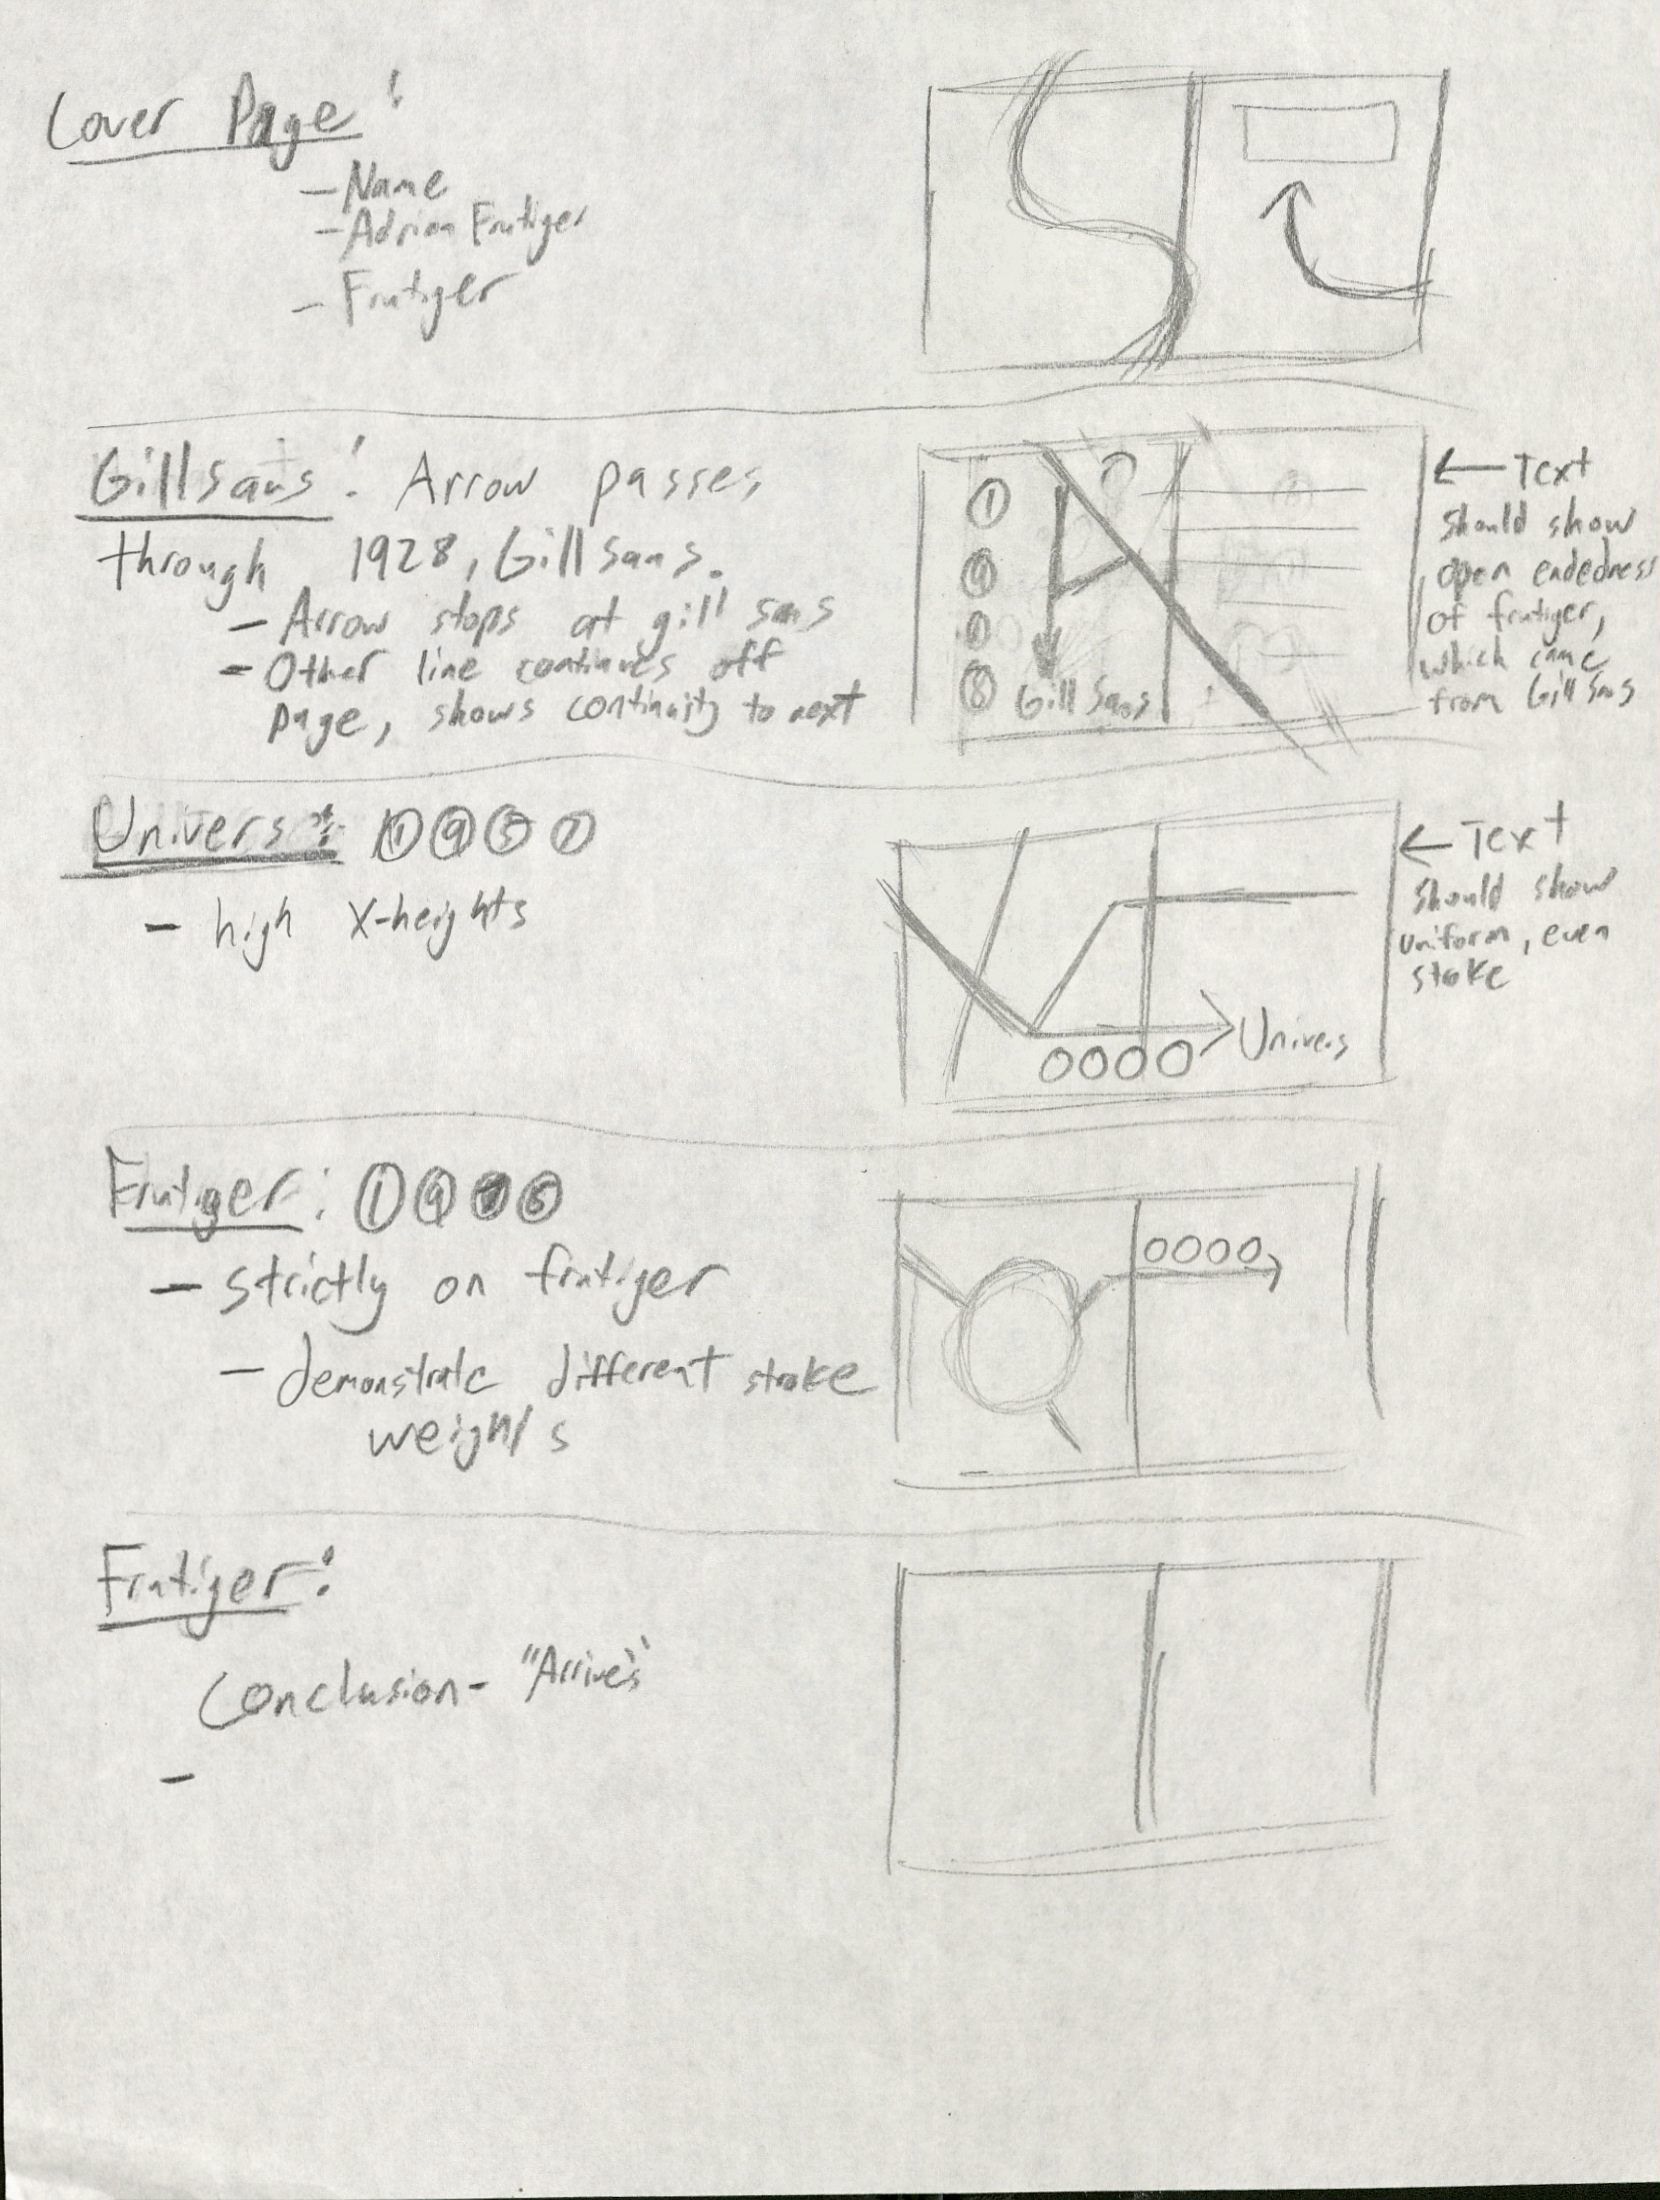 Cover Page:
- Name
- Adrian Frutiger
- Frutiger
Gill sans: Arrow passes
through 1928, Gill Sans.
- Arrow stops at gill sans
- Other line continues off
page, shows continuity to next
1
9
8
Gill Sans
← Text
should show
open endedness
of frutiger,
which came
from Gill Sans
Univers: 1 9 5 7
- high x-heights
Univers
← Text
should show
uniform, even
stoke
Frutiger: 1 9 7 6
- strictly on frutiger
- demonstrate different stroke
weights
0000
0000
Frutiger:
Conclusion - "Arrives"
-